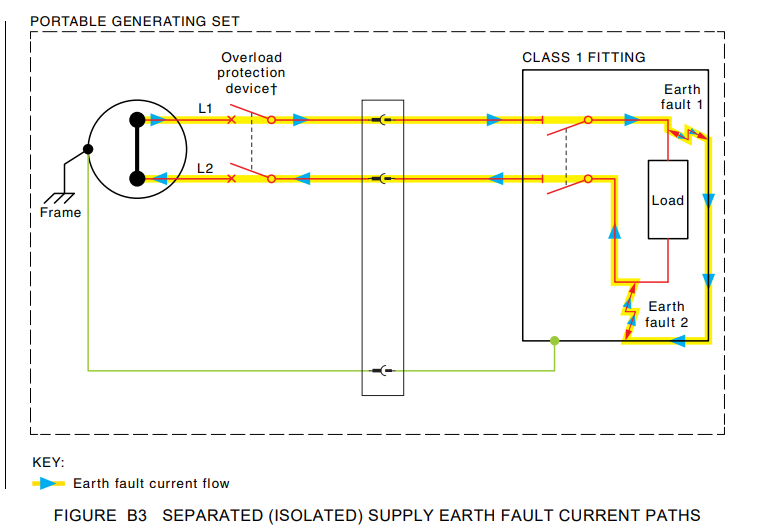 PORTABLE GENERATING SET
Overload
protection
device†
CLASS 1 FITTING
Earth
fault 1
L1
L2
Load
Frame
Earth
fault 2
KEY:
Earth fault current flow
FIGURE B3 SEPARATED (ISOLATED) SUPPLY EARTH FAULT CURRENT PATHS